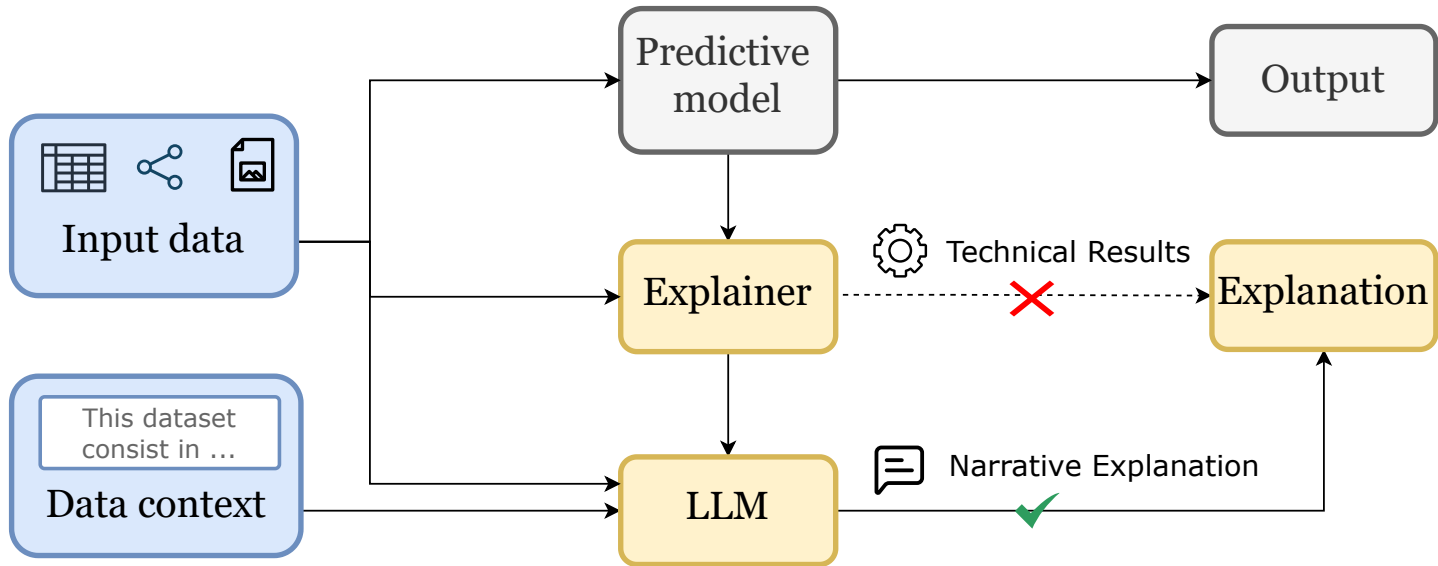 Predictive
model
Output
Input data
Technical Results
Explainer
Explanation
This dataset
consist in ...
Data context
Narrative Explanation
LLM